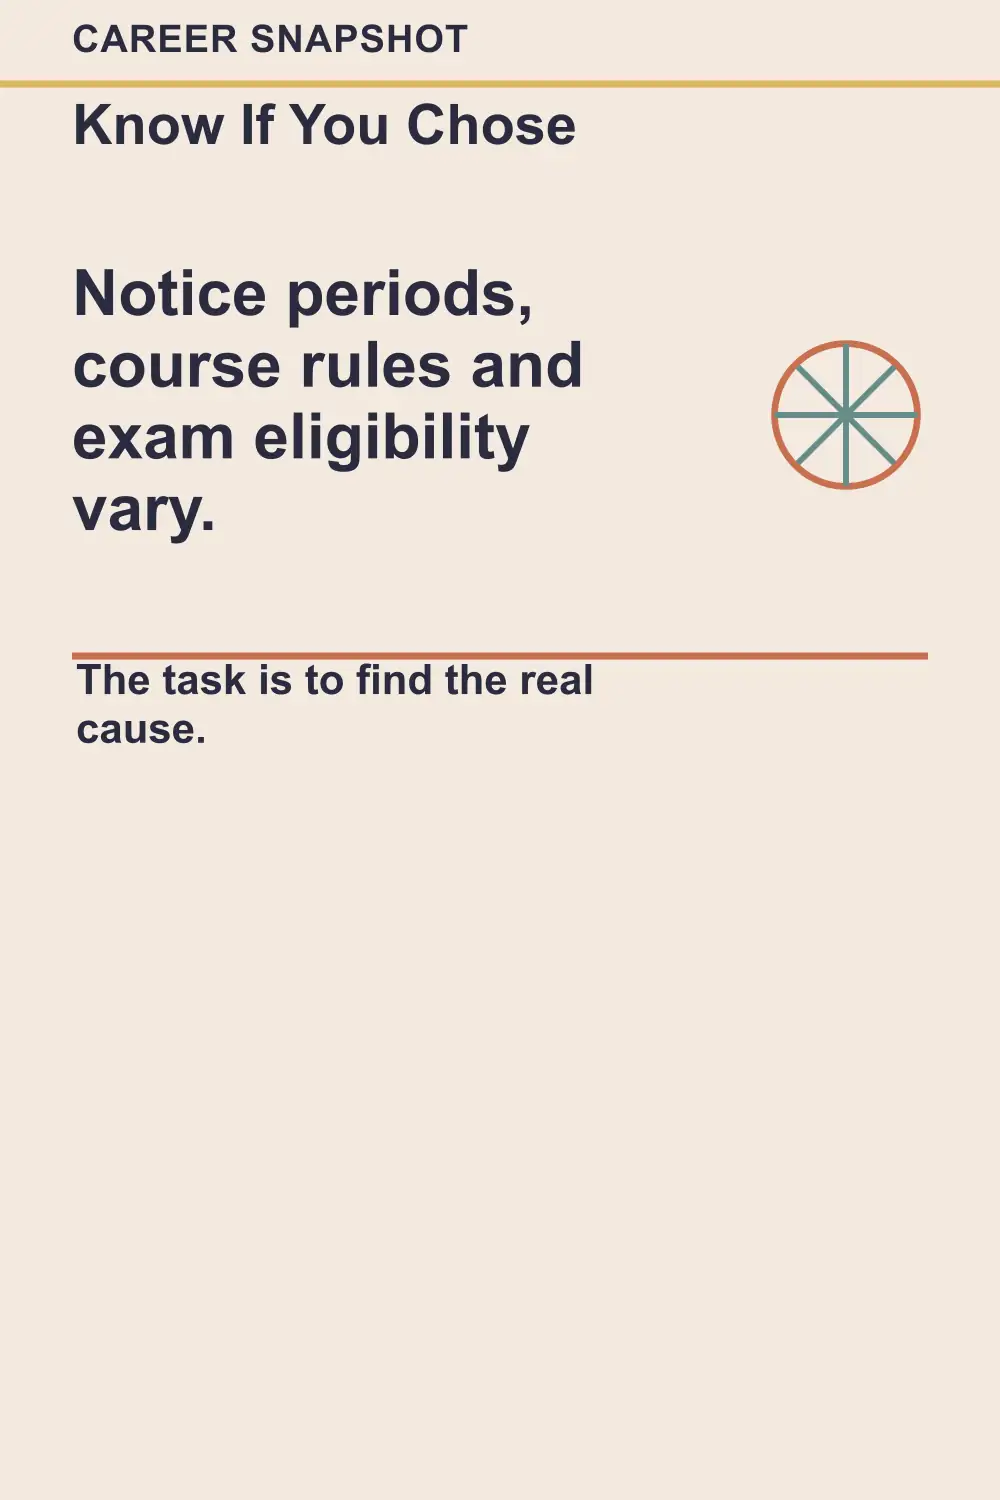 CAREER SNAPSHOT
Know If You Chose
Notice periods,
course rules and
exam eligibility
vary.
The task is to find the real
cause.